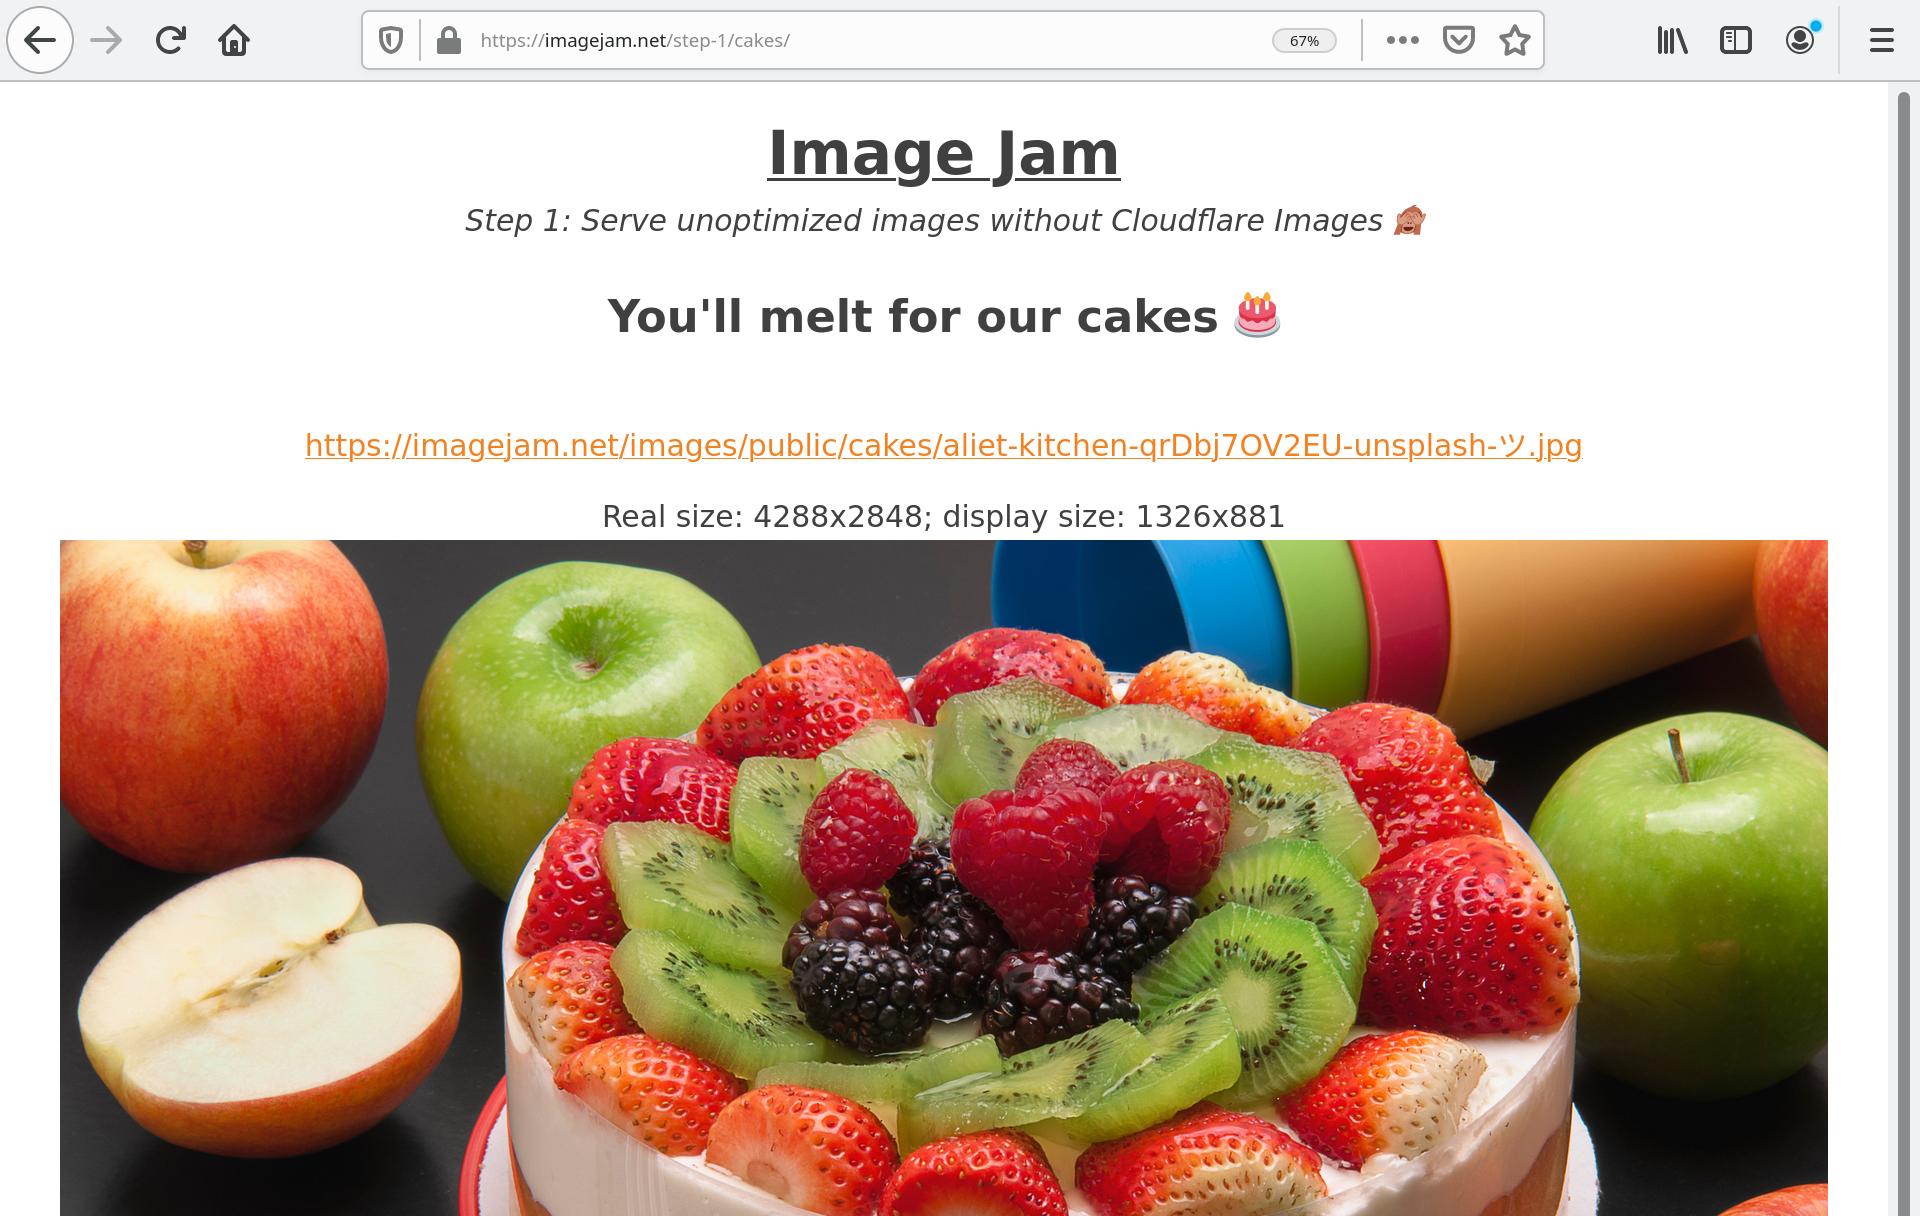 https://imagejam.net/step-1/cakes/
67%
Image Jam
Step 1: Serve unoptimized images without Cloudflare Images 🙈
You'll melt for our cakes 🎂
https://imagejam.net/images/public/cakes/aliet-kitchen-qrDbj7OV2EU-unsplash-ツ.jpg
Real size: 4288x2848; display size: 1326x881